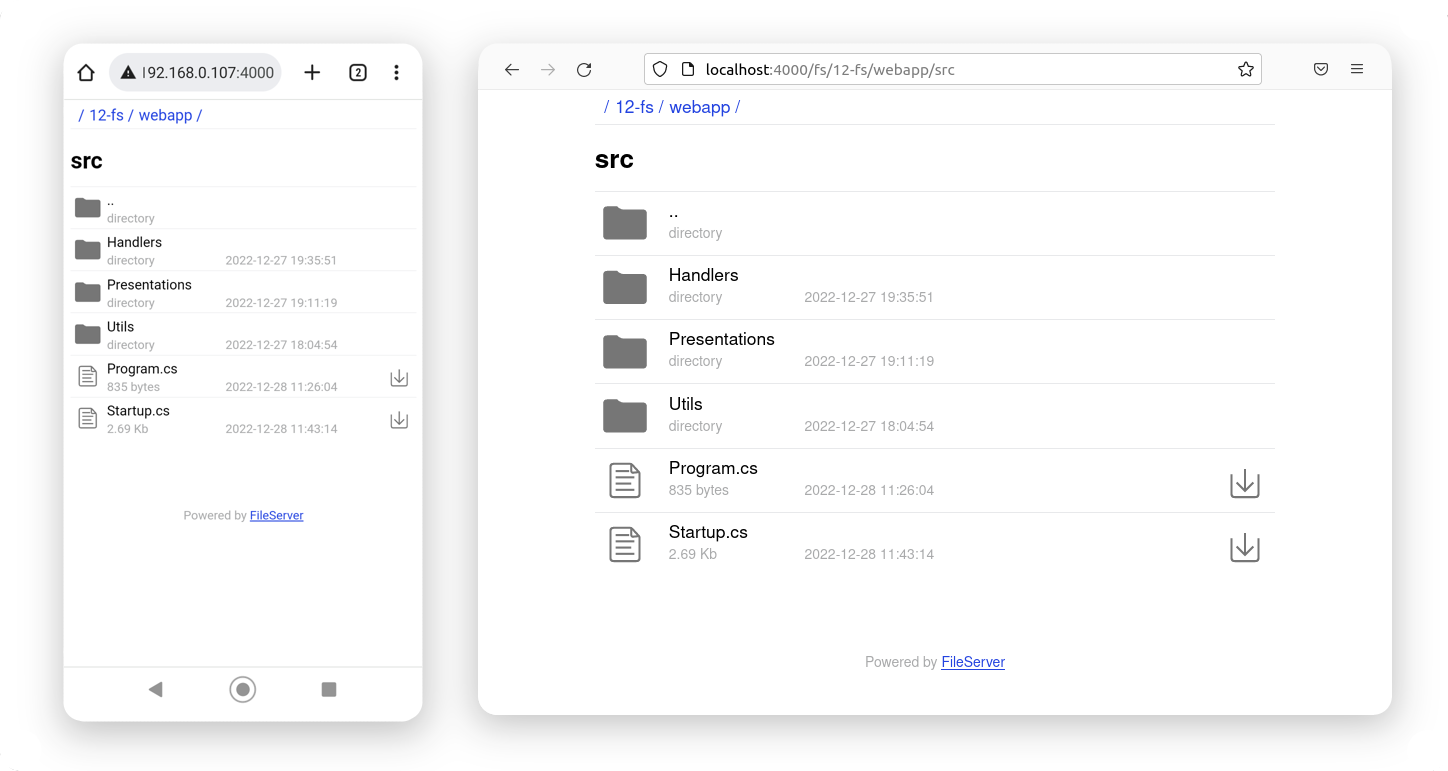 192.168.0.107:4000
2
/ 12-fs / webapp /
src
..
directory
Handlers
directory 2022-12-27 19:35:51
Presentations
directory 2022-12-27 19:11:19
Utils
directory 2022-12-27 18:04:54
Program.cs
835 bytes 2022-12-28 11:26:04
Startup.cs
2.69 Kb 2022-12-28 11:43:14
Powered by FileServer
localhost:4000/fs/12-fs/webapp/src
/ 12-fs / webapp /
src
..
directory
Handlers
directory 2022-12-27 19:35:51
Presentations
directory 2022-12-27 19:11:19
Utils
directory 2022-12-27 18:04:54
Program.cs
835 bytes 2022-12-28 11:26:04
Startup.cs
2.69 Kb 2022-12-28 11:43:14
Powered by FileServer